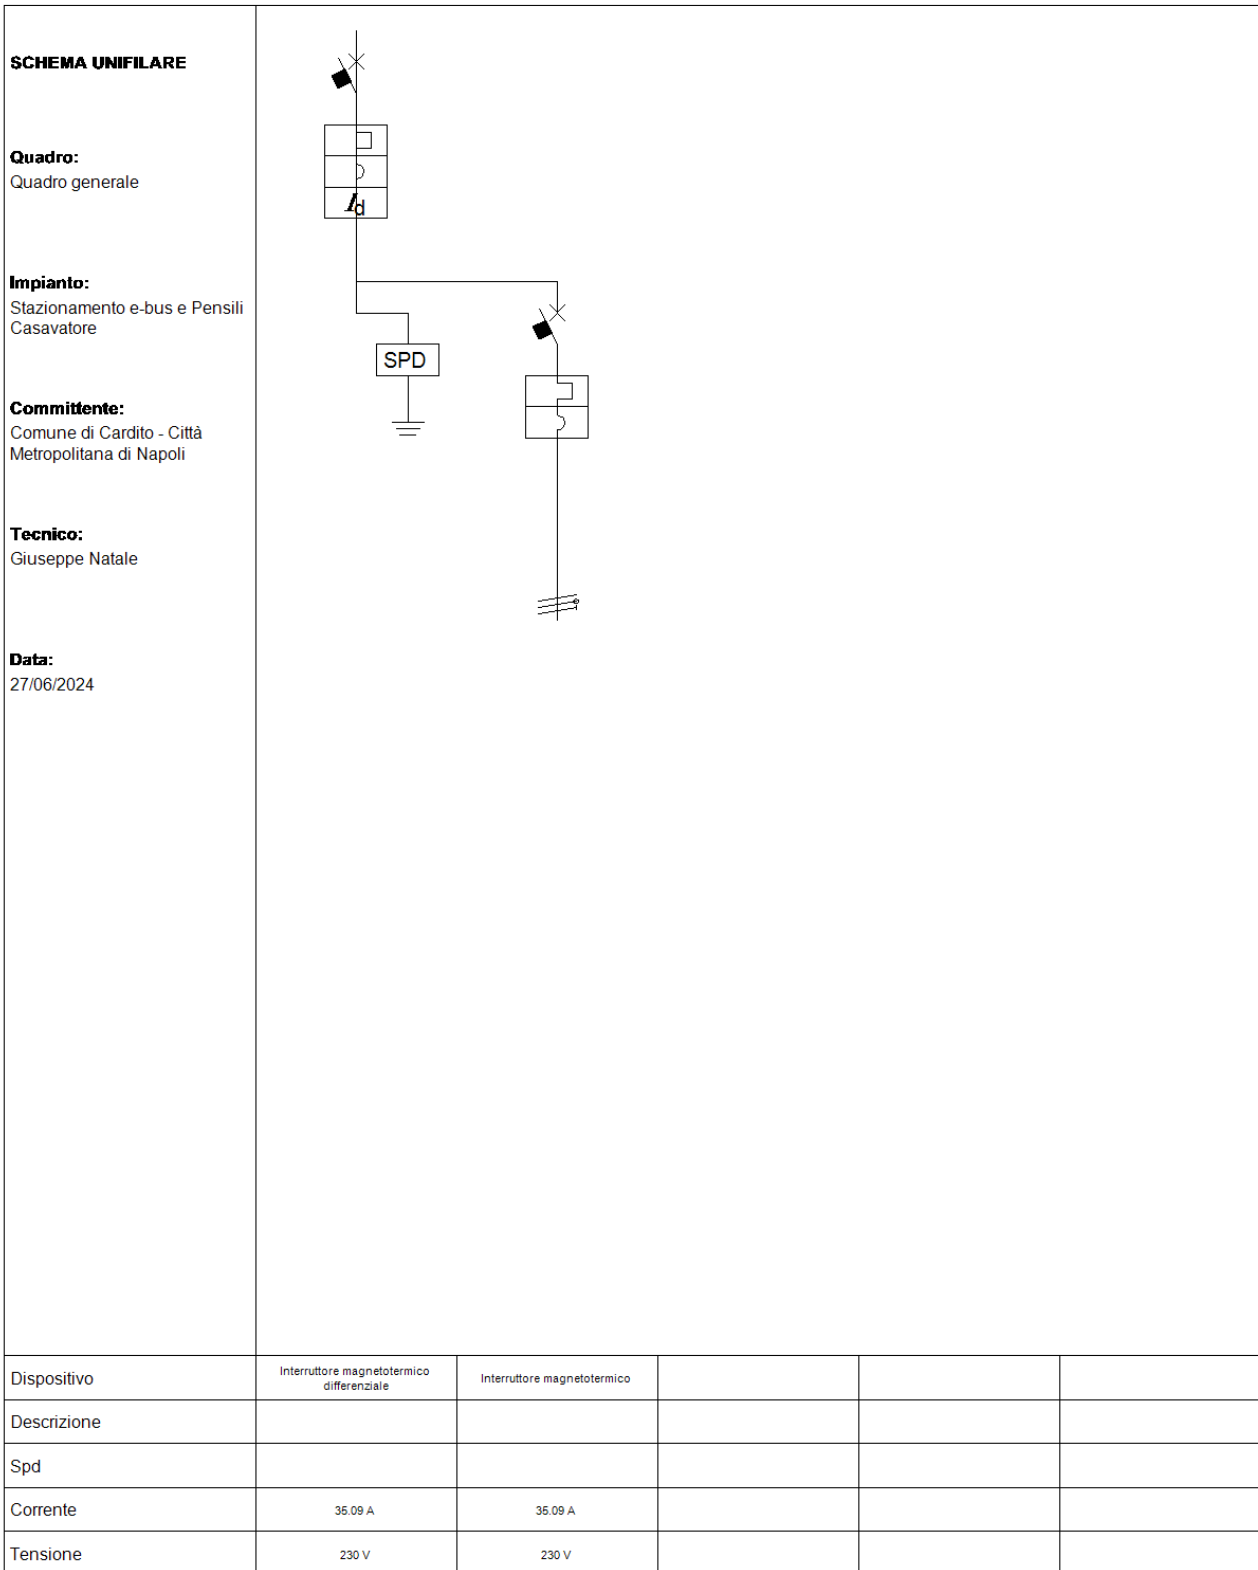 SCHEMA UNIFILARE
Quadro:
Quadro generale
Impianto:
Stazionamento e-bus e Pensili
Casavatore
Committente:
Comune di Cardito - Città
Metropolitana di Napoli
Tecnico:
Giuseppe Natale
Data:
27/06/2024
Id
SPD
Dispositivo
Interruttore magnetotermico
differenziale
Interruttore magnetotermico
Descrizione
Spd
Corrente
35.09 A
35.09 A
Tensione
230 V
230 V